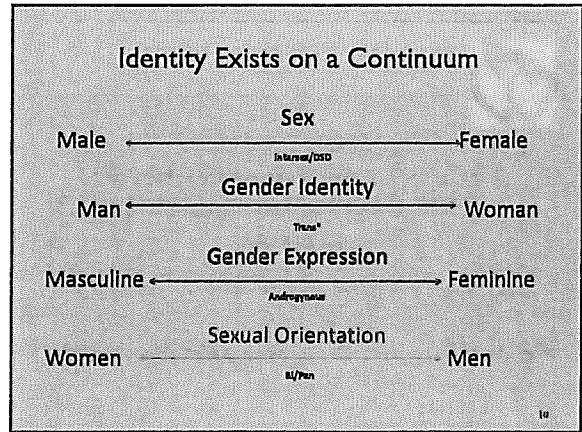 Identity Exists on a Continuum
Sex
Male Female
Intersex/DSD
Gender Identity
Man Woman
Trans*
Gender Expression
Masculine Feminine
Androgynous
Sexual Orientation
Women Men
Bi/Pan
10